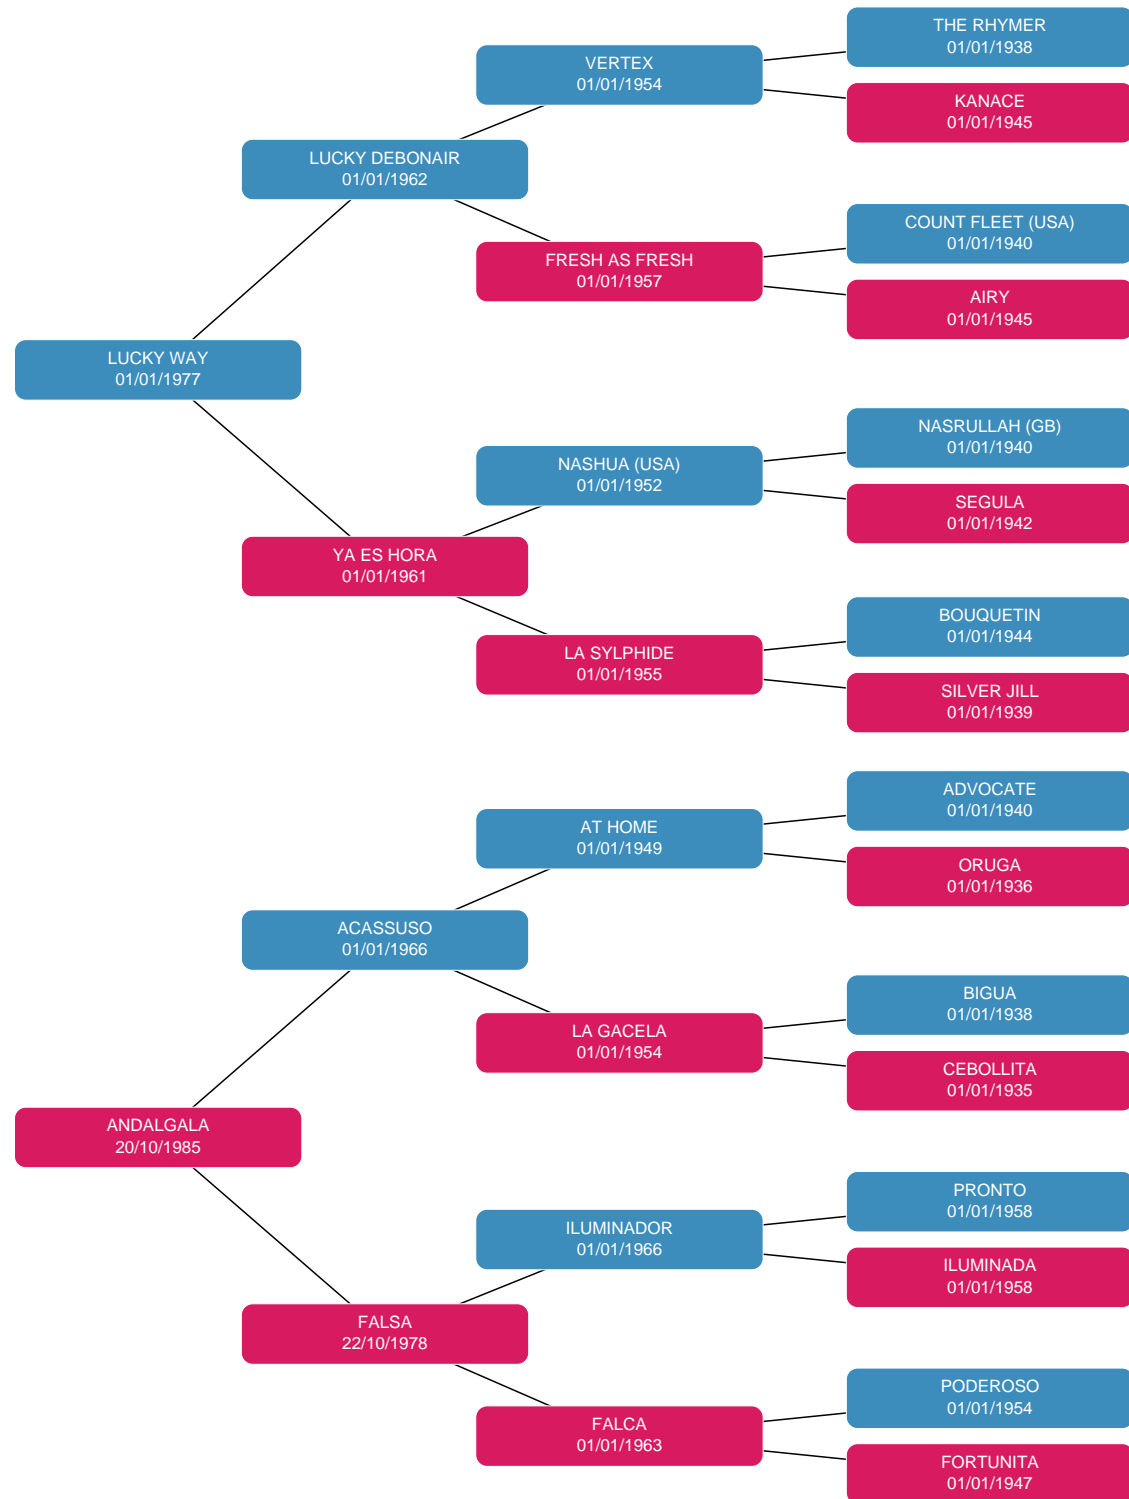 THE RHYMER
01/01/1938
VERTEX
01/01/1954
KANACE
01/01/1945
LUCKY DEBONAIR
01/01/1962
COUNT FLEET (USA)
01/01/1940
FRESH AS FRESH
01/01/1957
AIRY
01/01/1945
LUCKY WAY
01/01/1977
NASRULLAH (GB)
01/01/1940
NASHUA (USA)
01/01/1952
SEGULA
01/01/1942
YA ES HORA
01/01/1961
BOUQUETIN
01/01/1944
LA SYLPHIDE
01/01/1955
SILVER JILL
01/01/1939
ADVOCATE
01/01/1940
AT HOME
01/01/1949
ORUGA
01/01/1936
ACASSUSO
01/01/1966
BIGUA
01/01/1938
LA GACELA
01/01/1954
CEBOLLITA
01/01/1935
ANDALGALA
20/10/1985
PRONTO
01/01/1958
ILUMINADOR
01/01/1966
ILUMINADA
01/01/1958
FALSA
22/10/1978
PODEROSO
01/01/1954
FALCA
01/01/1963
FORTUNITA
01/01/1947